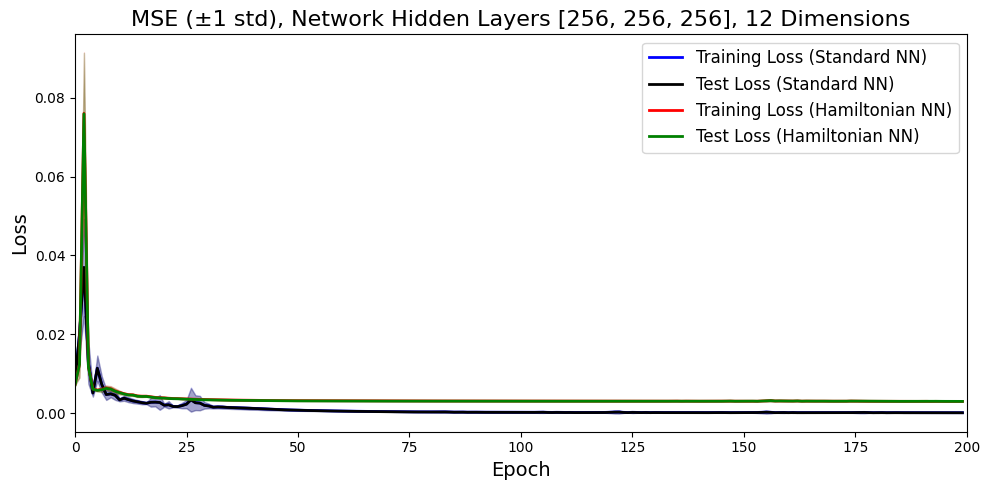 MSE (±1 std), Network Hidden Layers [256, 256, 256], 12 Dimensions
Training Loss (Standard NN)
Test Loss (Standard NN)
Training Loss (Hamiltonian NN)
Test Loss (Hamiltonian NN)
Loss
0.08
0.06
0.04
0.02
0.00
0 25 50 75 100 125 150 175 200
Epoch